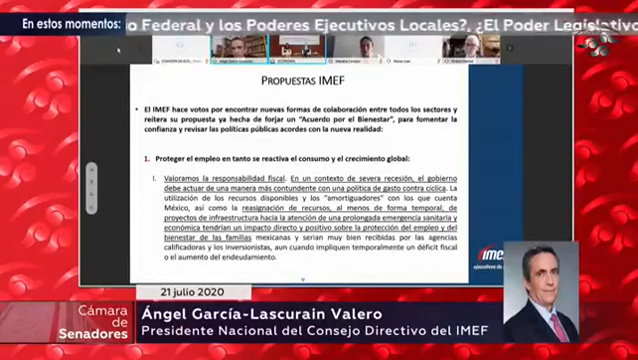 En estos momentos:
no Federal y los Poderes Ejecutivos Locales?, ¿El Poder Legislativo
PROPUESTAS IMEF
• El IMEF hace votos por encontrar nuevas formas de colaboración entre todos los sectores y
reitera su propuesta ya hecha de forjar un “Acuerdo por el Bienestar”, para fomentar la
confianza y revisar las políticas públicas acordes con la nueva realidad:
1. Proteger el empleo en tanto se reactiva el consumo y el crecimiento global:
I. Valoramos la responsabilidad fiscal. En un contexto de severa recesión, el gobierno
debe actuar de una manera más contundente con una política de gasto contra cíclica. La
utilización de los recursos disponibles y los “amortiguadores” con los que cuenta
México, así como la reasignación de recursos, al menos de forma temporal, de
proyectos de infraestructura hacia la atención de una prolongada emergencia sanitaria y
económica tendrían un impacto directo y positivo sobre la protección del empleo y del
bienestar de las familias mexicanas y serian muy bien recibidas por las agencias
calificadoras y los inversionistas, aun cuando impliquen temporalmente un déficit fiscal
o el aumento del endeudamiento.
imef
ejecutivos de
21 julio 2020
Cámara
de
Senadores
Ángel García-Lascurain Valero
Presidente Nacional del Consejo Directivo del IMEF